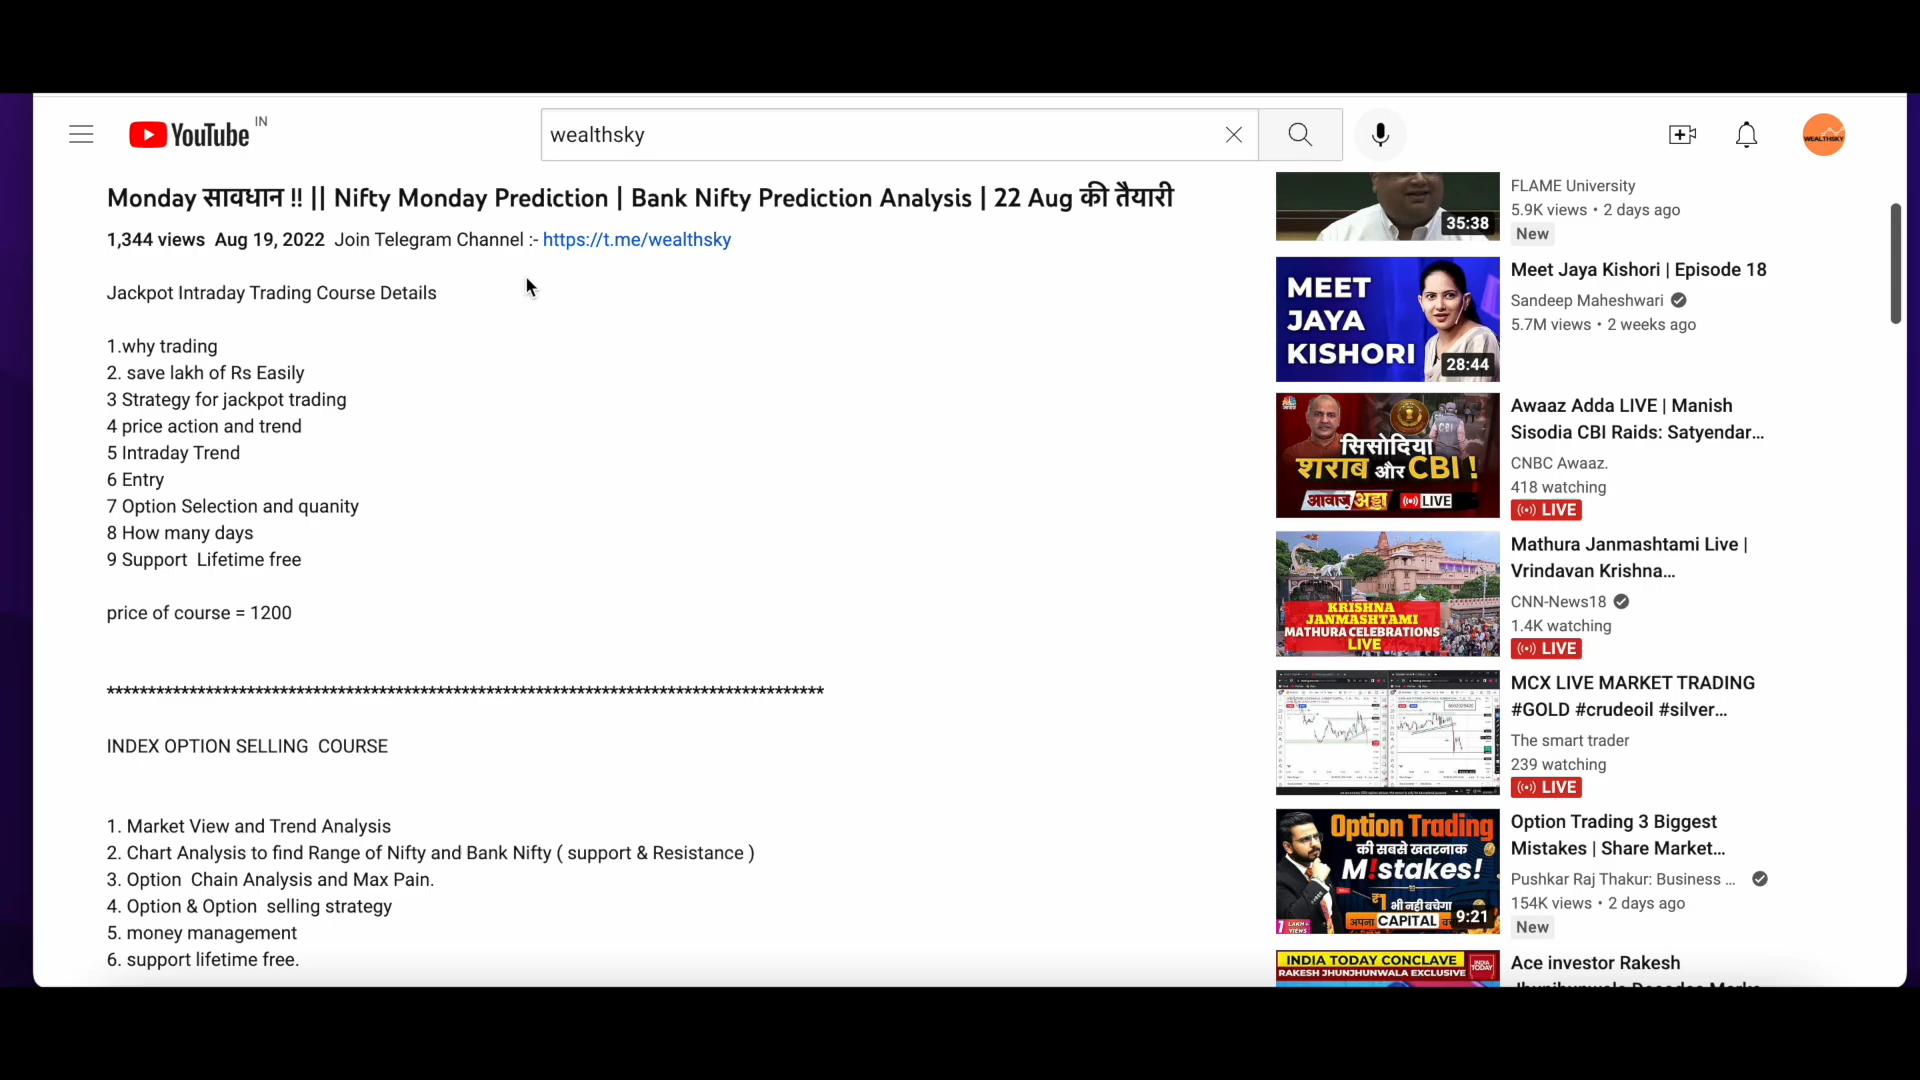 YouTube IN
wealthsky
WEALTHSKY
Monday सावधान !! || Nifty Monday Prediction | Bank Nifty Prediction Analysis | 22 Aug की तैयारी
1,344 views Aug 19, 2022 Join Telegram Channel :- https://t.me/wealthsky
Jackpot Intraday Trading Course Details
1.why trading
2. save lakh of Rs Easily
3 Strategy for jackpot trading
4 price action and trend
5 Intraday Trend
6 Entry
7 Option Selection and quanity
8 How many days
9 Support Lifetime free
price of course = 1200
****************************************************************************************
INDEX OPTION SELLING COURSE
1. Market View and Trend Analysis
2. Chart Analysis to find Range of Nifty and Bank Nifty ( support & Resistance )
3. Option Chain Analysis and Max Pain.
4. Option & Option selling strategy
5. money management
6. support lifetime free.
35:38
FLAME University
5.9K views • 2 days ago
New
MEET
JAYA
KISHORI
28:44
Meet Jaya Kishori | Episode 18
Sandeep Maheshwari
5.7M views • 2 weeks ago
CBI
सिसोदिया
शराब और CBI !
आवाज़ अड्डा LIVE
Awaaz Adda LIVE | Manish
Sisodia CBI Raids: Satyendar...
CNBC Awaaz.
418 watching
LIVE
KRISHNA
JANMASHTAMI
MATHURA CELEBRATIONS
LIVE
Mathura Janmashtami Live |
Vrindavan Krishna...
CNN-News18
1.4K watching
LIVE
MCX LIVE MARKET TRADING
#GOLD #crudeoil #silver...
The smart trader
239 watching
LIVE
Option Trading
की सबसे खतरनाक
M!stakes!
₹1 भी नही बचेगा
अपना CAPITAL
1 LAKH+
VIEWS
9:21
Option Trading 3 Biggest
Mistakes | Share Market...
Pushkar Raj Thakur: Business ...
154K views • 2 days ago
New
INDIA TODAY CONCLAVE
RAKESH JHUNJHUNWALA EXCLUSIVE
INDIA
TODAY
Ace investor Rakesh